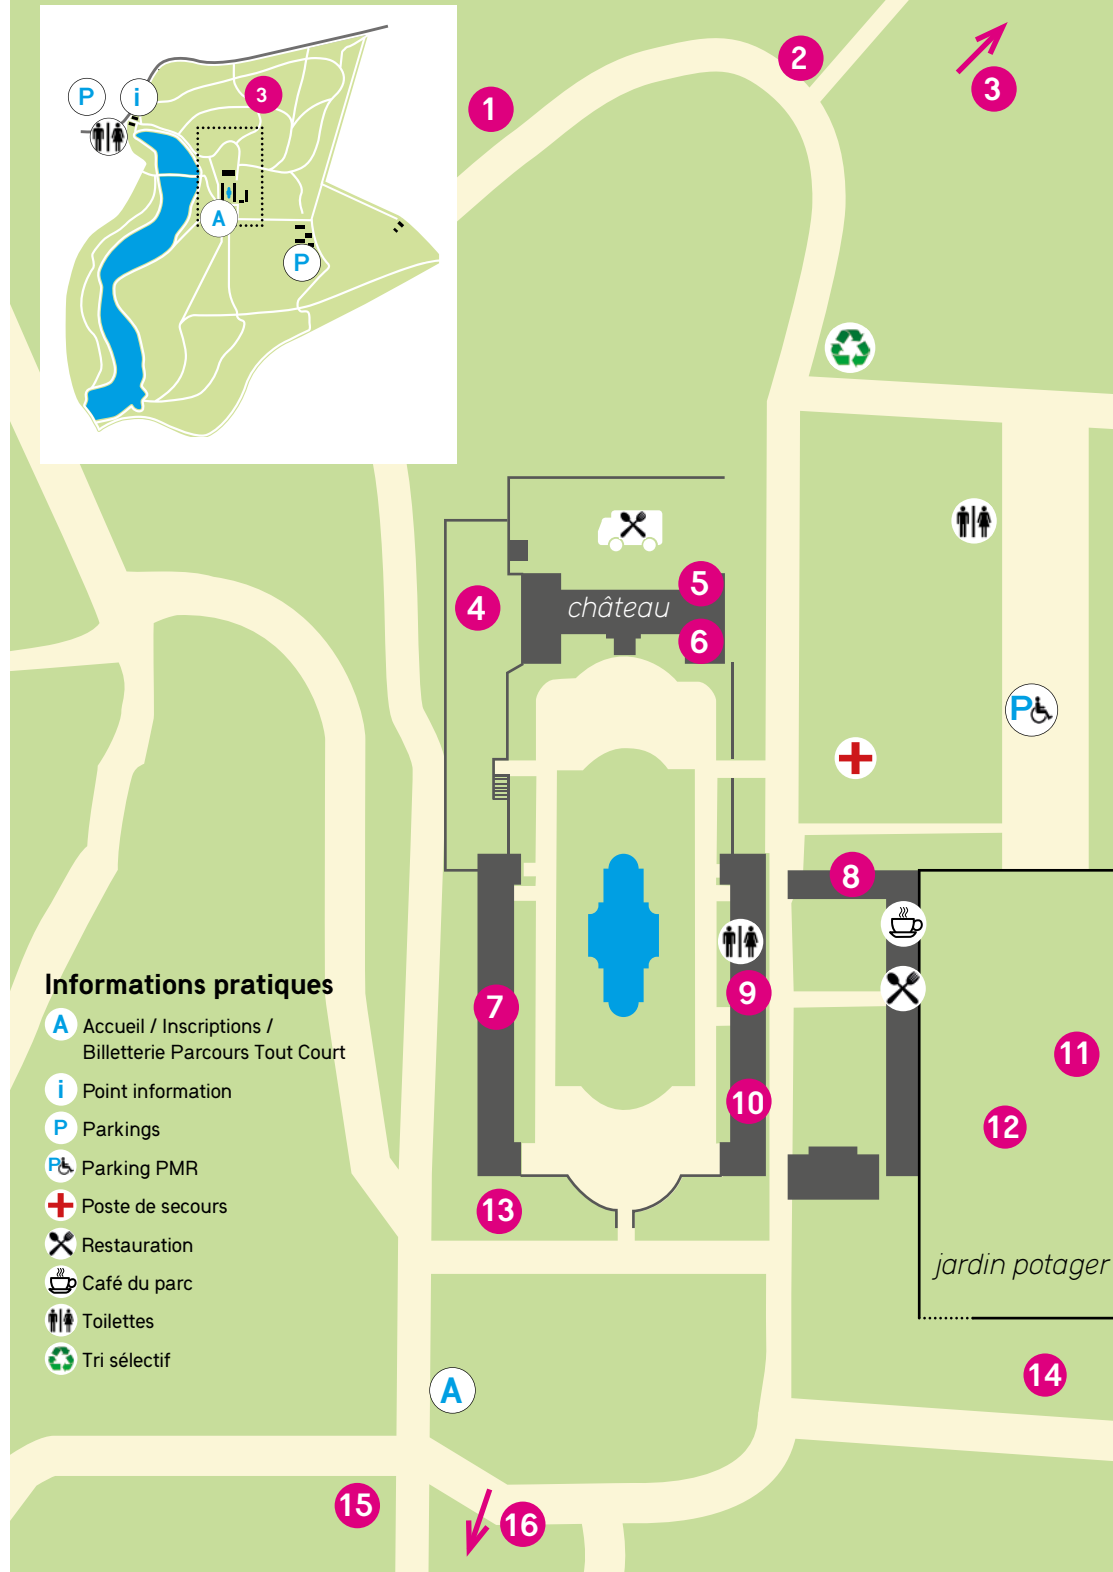 P
i
3
A
P
1
2
3
4
château
5
6
P
8
7
9
10
11
12
13
jardin potager
14
A
15
16
Informations pratiques
A Accueil / Inscriptions /
Billetterie Parcours Tout Court
i Point information
P Parkings
P Parking PMR
Poste de secours
Restauration
Café du parc
Toilettes
Tri sélectif